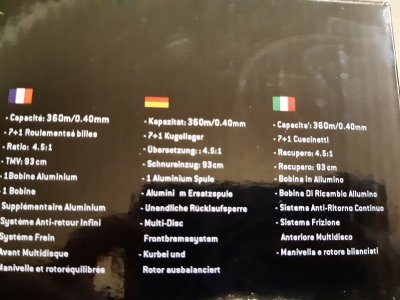 - Capacité: 360m/0.40mm
- 7+1 Roulementsá billes
- Ratio: 4.5:1
- TMV: 93cm
- 1Bobine Aluminium
- 1 Bobine
Supplémentaire Aluminium
Système Anti-retour Infini
Système Frein
Avant Multidisque
Manivelle et rotoréquilibrés
- Kapazität: 360m/0.40mm
- 7+1 Kugellager
- Übersetzung: : 4.5:1
- Schnureinzug: 93cm
- 1 Aluminium Spule
- Alumini m Ersatzspule
- Unendliche Rücklaufsperre
- Multi-Disc
Frontbremssystem
- Kurbel und
Rotor ausbalanciert
- Capacita': 360m/0.40mm
- 7+1 Cuscinetti
- Recupero: 4.5:1
- Recupero: 93cm
- Bobina In Allumino
- Bobina Di Ricambio Allumino
- Sistema Anti-Ritorno Continuo
- Sistema Frizione
Anteriore Multidisco
- Manivella e rotore bilanciati